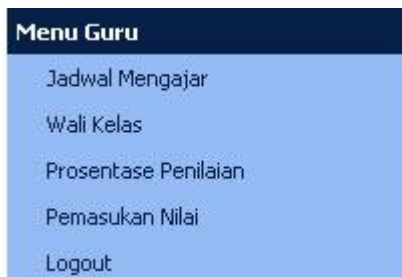 Menu Guru
Jadwal Mengajar
Wali Kelas
Prosentase Penilaian
Pemasukan Nilai
Logout